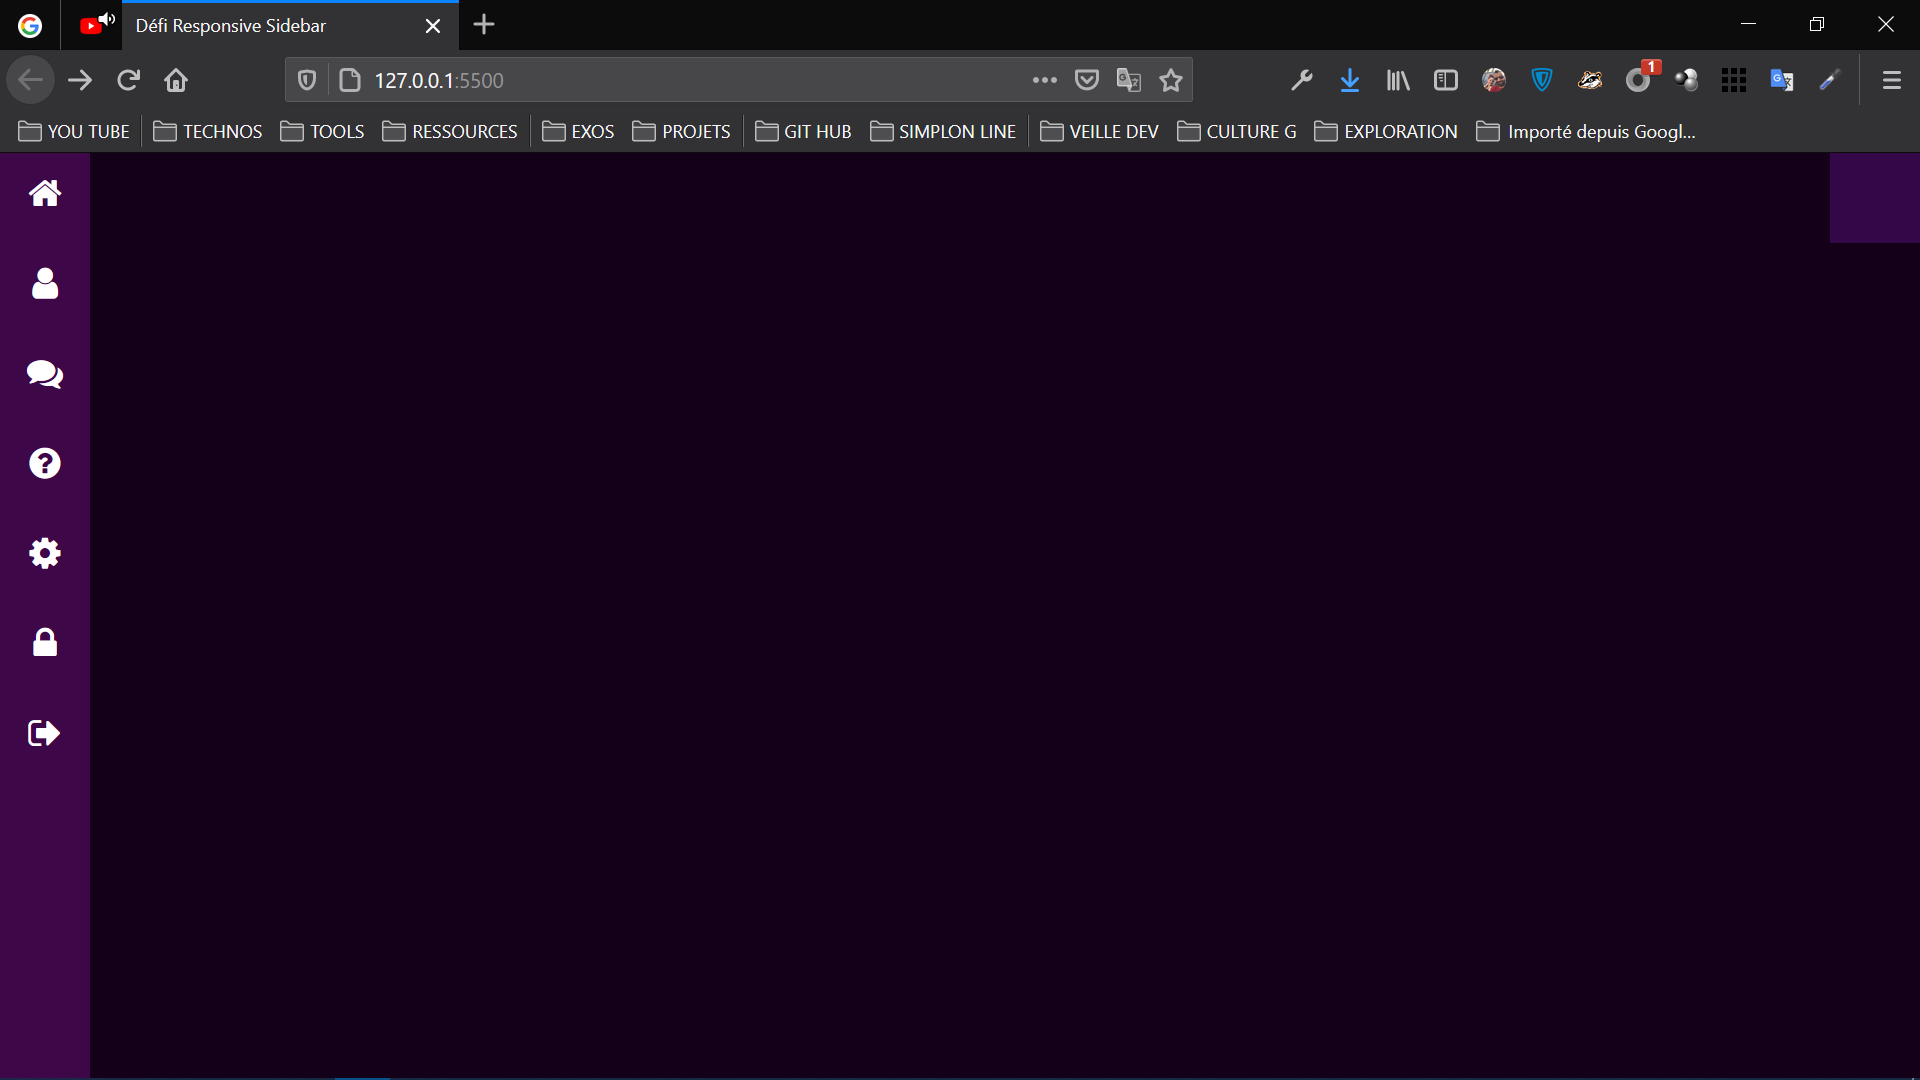 Défi Responsive Sidebar
127.0.0.1:5500
1
YOU TUBE TECHNOS TOOLS RESSOURCES EXOS PROJETS GIT HUB SIMPLON LINE VEILLE DEV CULTURE G EXPLORATION Importé depuis Googl...